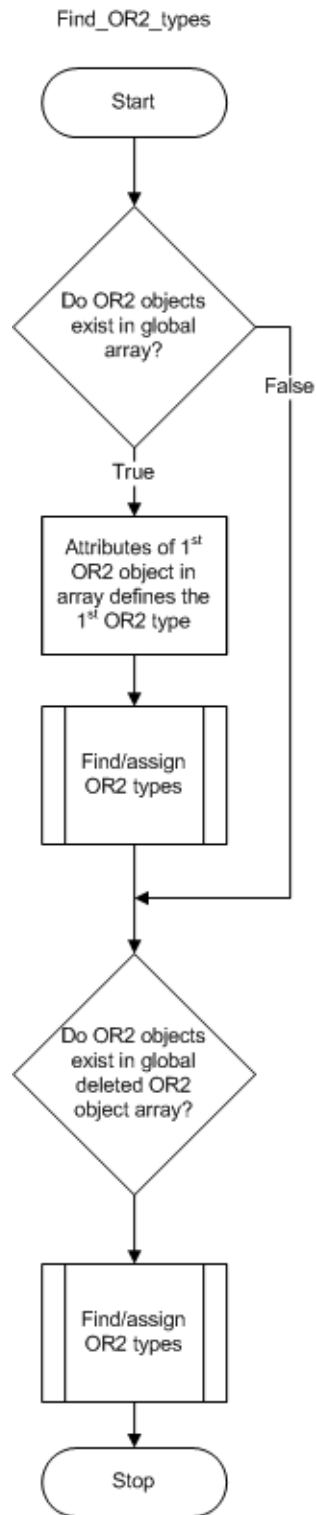 Find_OR2_types
Start
Do OR2 objects
exist in global
array?
False
True
Attributes of 1st
OR2 object in
array defines the
1st OR2 type
Find/assign
OR2 types
Do OR2 objects
exist in global
deleted OR2
object array?
Find/assign
OR2 types
Stop